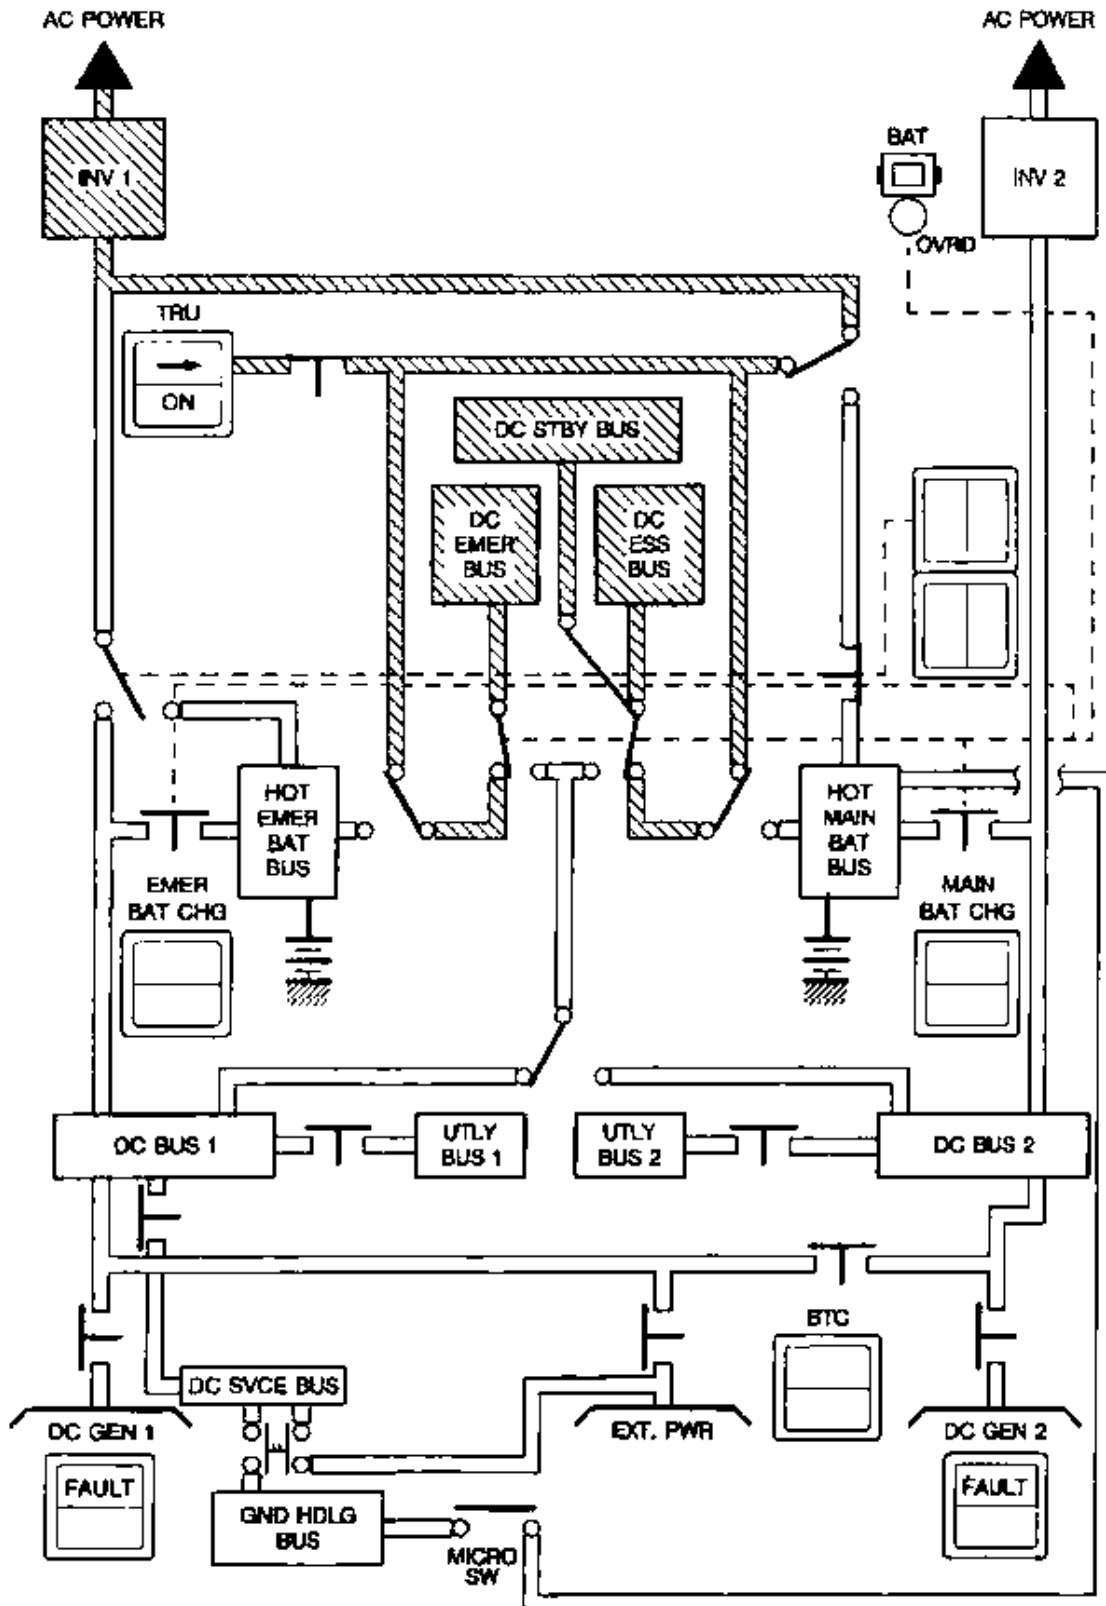 AC POWER
AC POWER
INV 1
BAT
INV 2
OVRD
TRU
ON
DC STBY BUS
DC
EMER
BUS
DC
ESS
BUS
HOT
EMER
BAT
BUS
HOT
MAIN
BAT
BUS
EMER
BAT CHG
MAIN
BAT CHG
DC BUS 1
UTLY
BUS 1
UTLY
BUS 2
DC BUS 2
BTC
DC SVCE BUS
DC GEN 1
EXT. PWR
DC GEN 2
FAULT
FAULT
GND HDLG
BUS
MICRO
SW